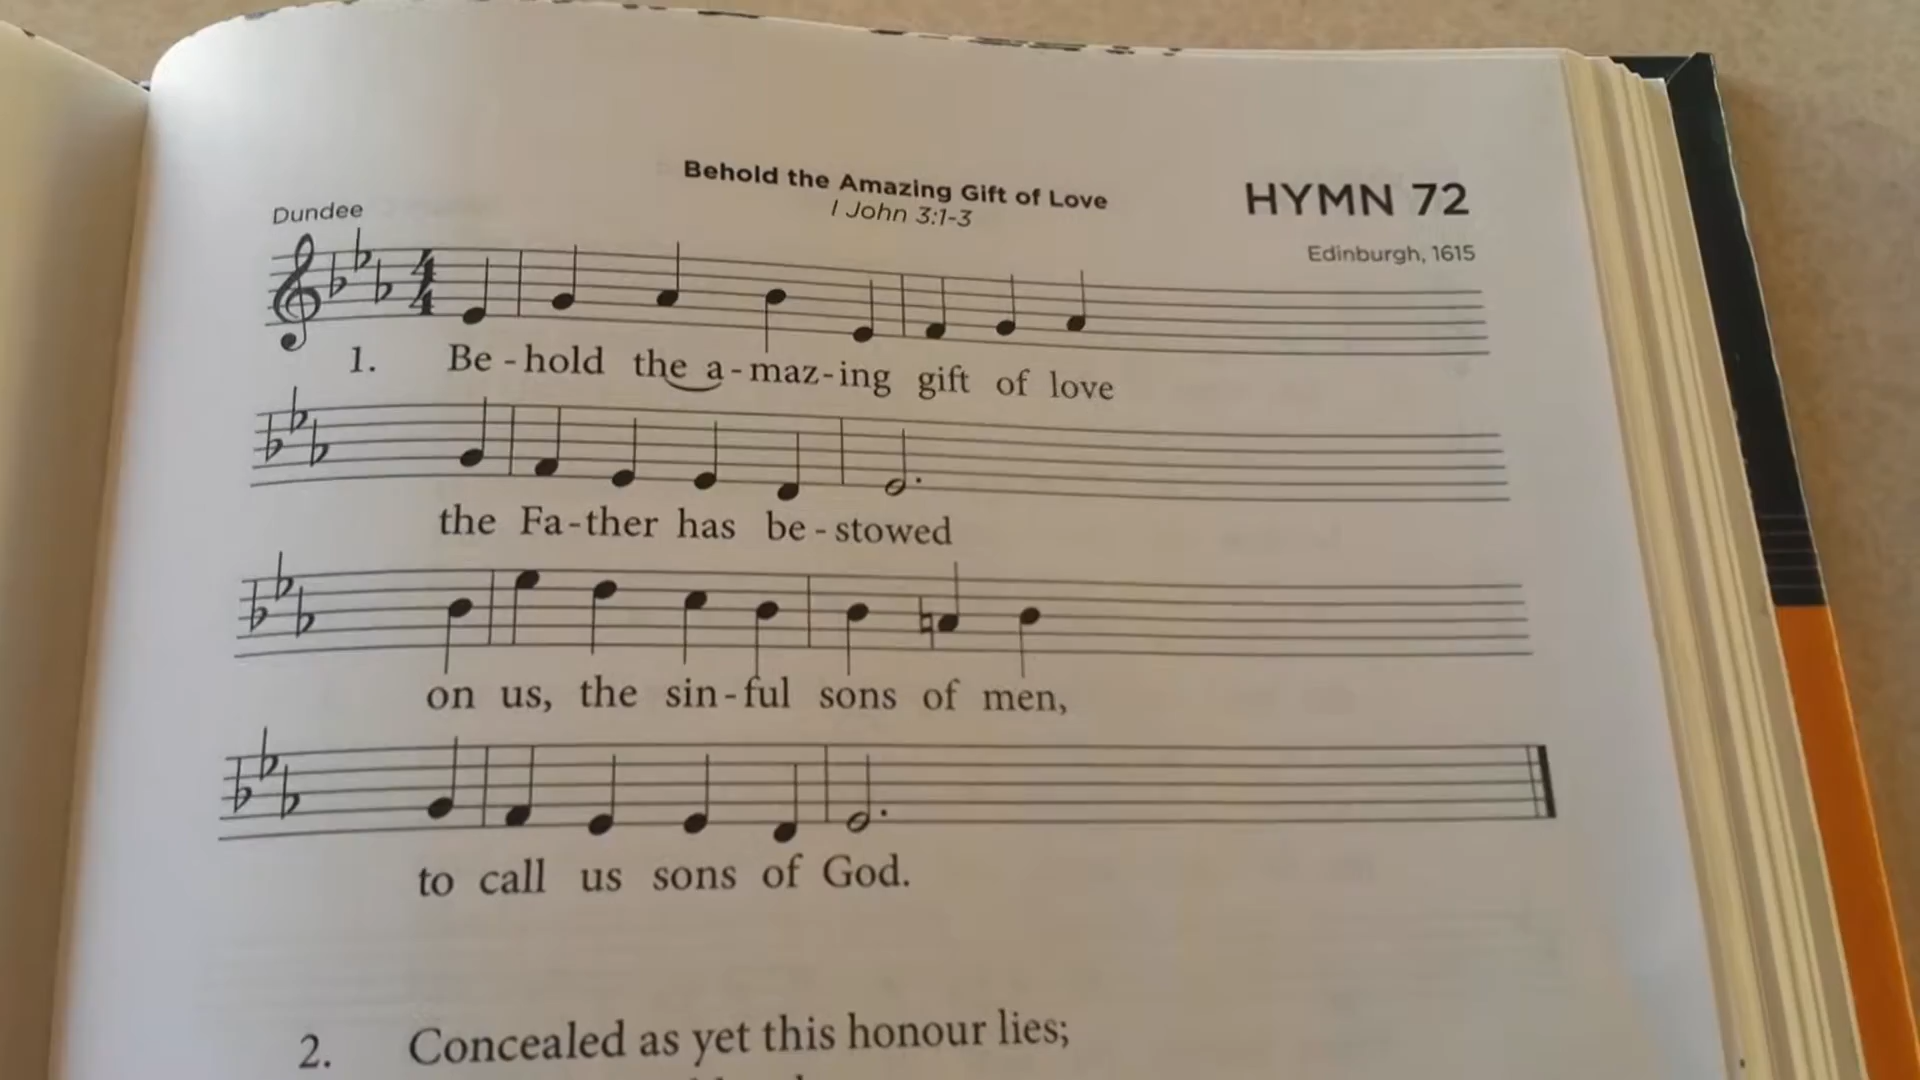 Behold the Amazing Gift of Love
I John 3:1-3
HYMN 72
Dundee
Edinburgh, 1615
4
4
1. Be - hold the a - maz - ing gift of love
the Fa - ther has be - stowed
on us, the sin - ful sons of men,
to call us sons of God.
2. Concealed as yet this honour lies;